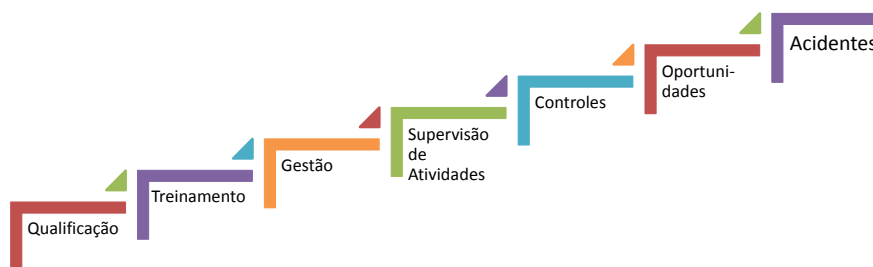 Qualificação
Treinamento
Gestão
Supervisão
de
Atividades
Controles
Oportuni-
dades
Acidentes